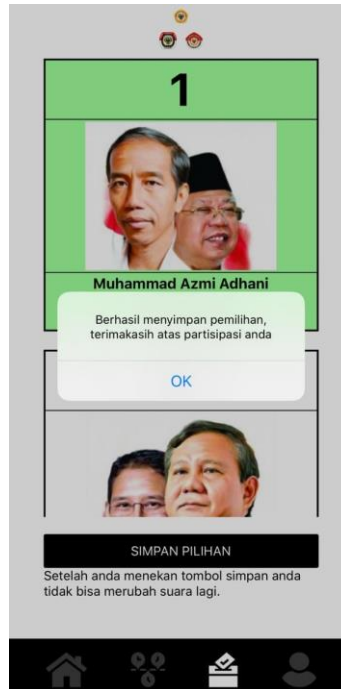 1
Muhammad Azmi Adhani
Berhasil menyimpan pemilihan,
terimakasih atas partisipasi anda
OK
SIMPAN PILIHAN
Setelah anda menekan tombol simpan anda
tidak bisa merubah suara lagi.